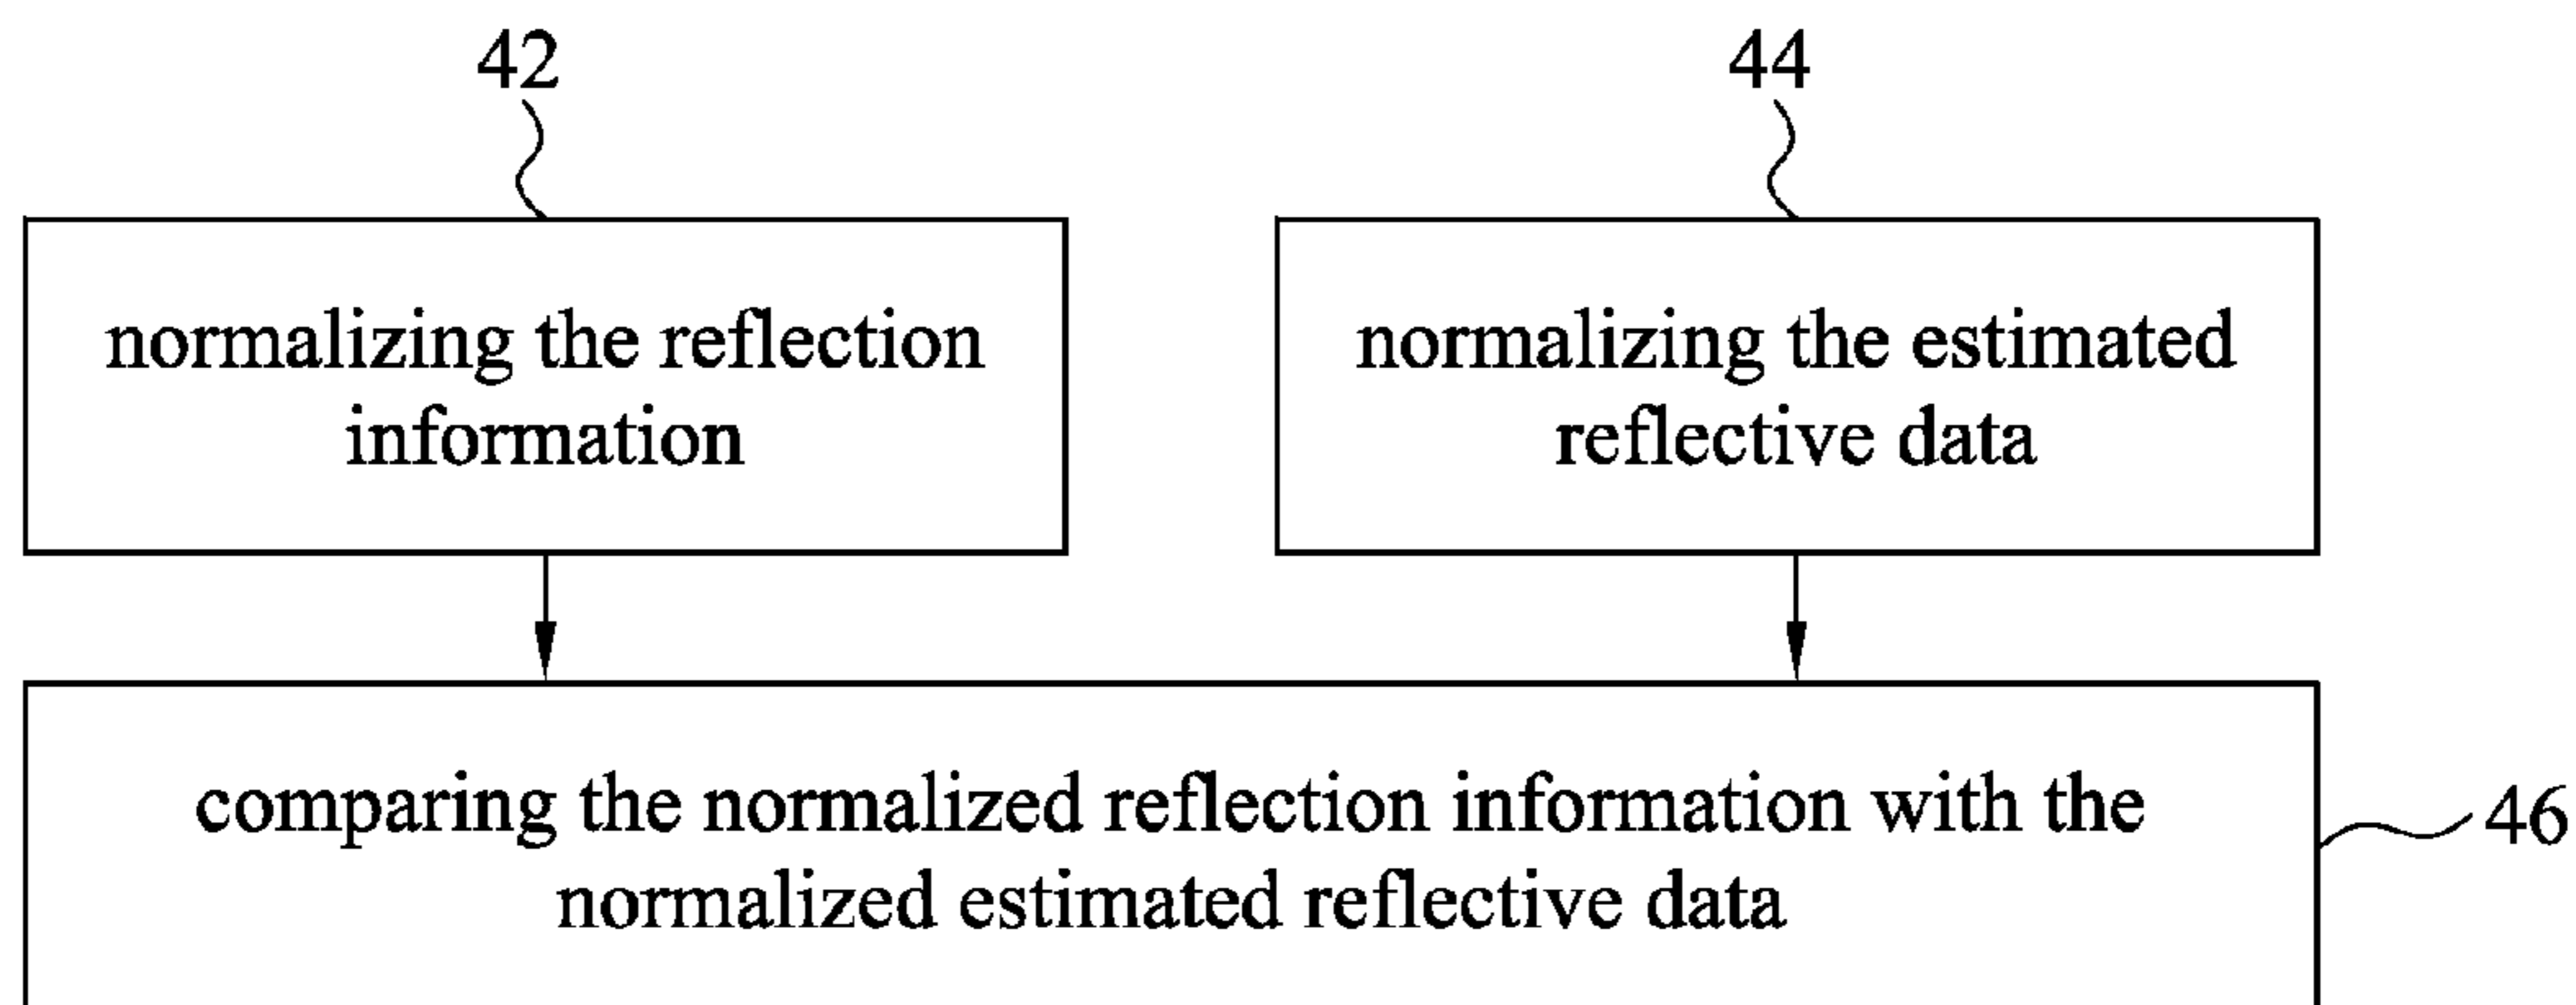 42
44
normalizing the reflection
information
normalizing the estimated
reflective data
comparing the normalized reflection information with the
normalized estimated reflective data
46